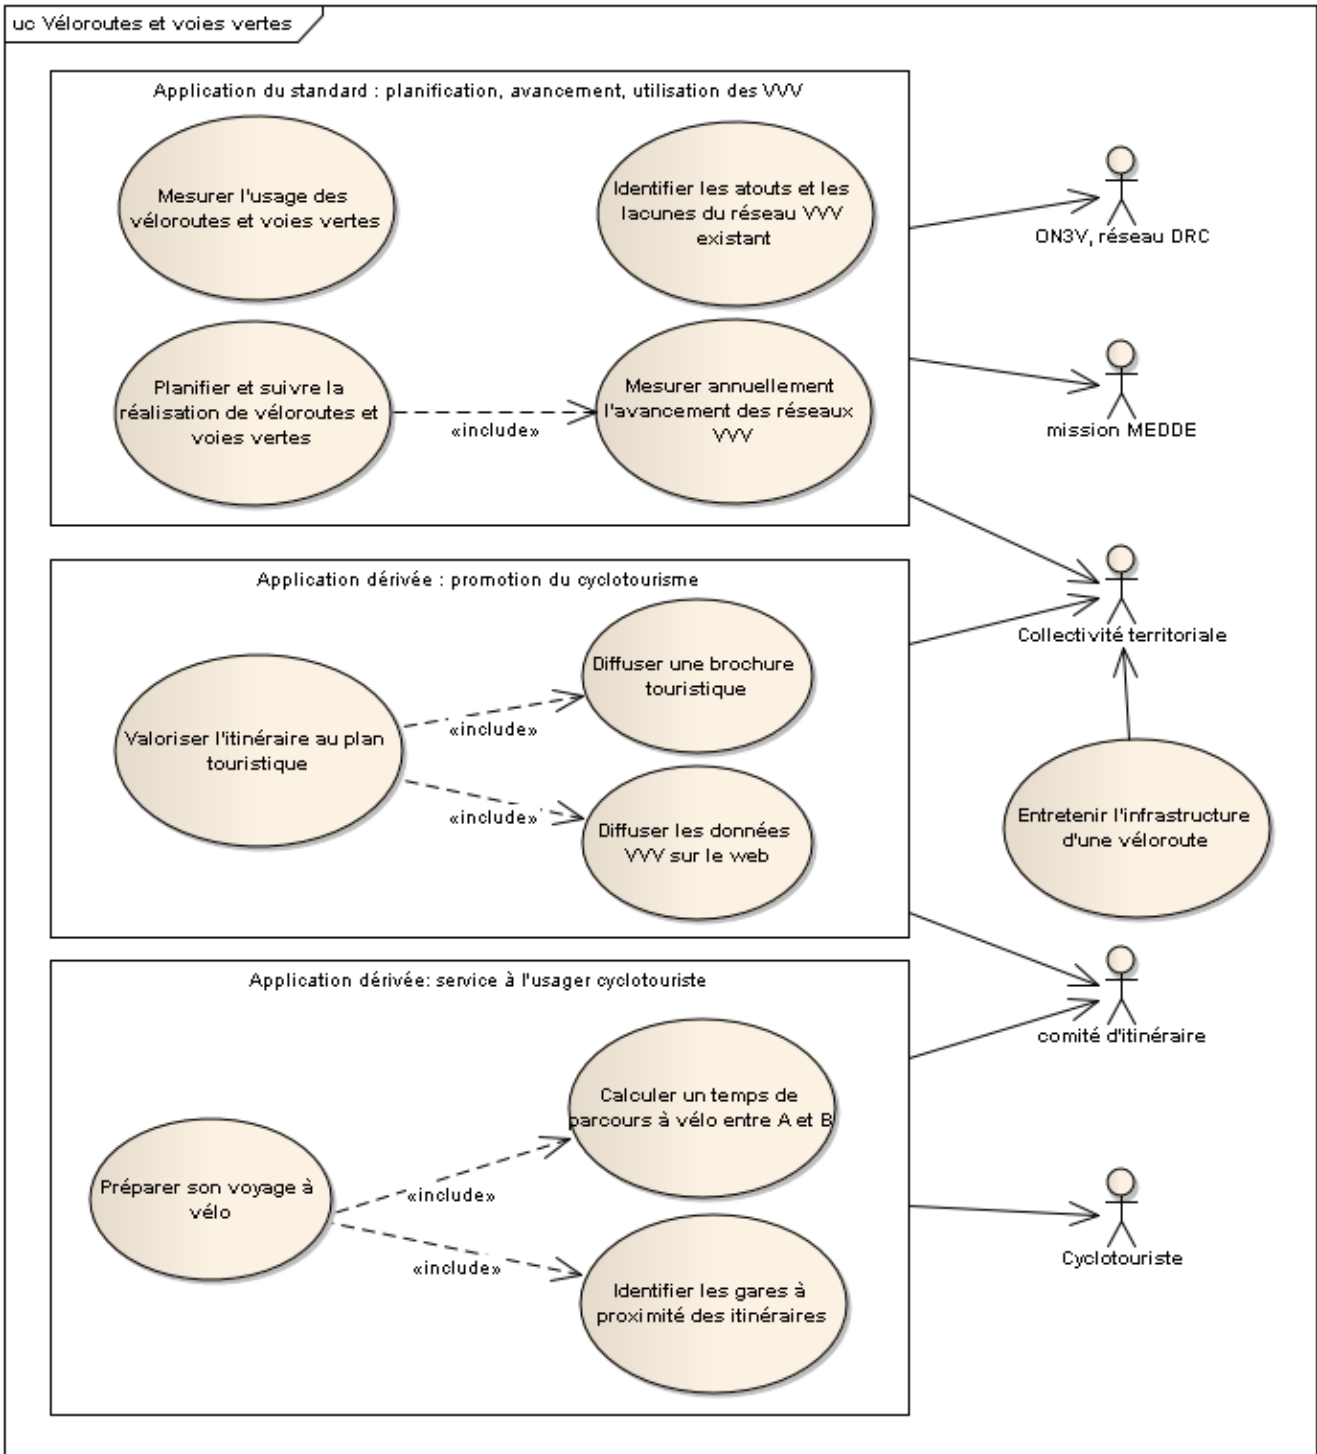 uc Véloroutes et voies vertes
Application du standard : planification, avancement, utilisation des VVV
Mesurer l'usage des
véloroutes et voies vertes
Identifier les atouts et les
lacunes du réseau VVV
existant
ON3V, réseau DRC
Planifier et suivre la
réalisation de véloroutes et
voies vertes
«include»
Mesurer annuellement
l'avancement des réseaux
VVV
mission MEDDE
Collectivité territoriale
Application dérivée : promotion du cyclotourisme
Valoriser l'itinéraire au plan
touristique
«include»
Diffuser une brochure
touristique
«include»
Diffuser les données
VVV sur le web
Entretenir l'infrastructure
d'une véloroute
comité d'itinéraire
Application dérivée: service à l'usager cyclotouriste
Préparer son voyage à
vélo
«include»
Calculer un temps de
parcours à vélo entre A et B
«include»
Identifier les gares à
proximité des itinéraires
Cyclotouriste